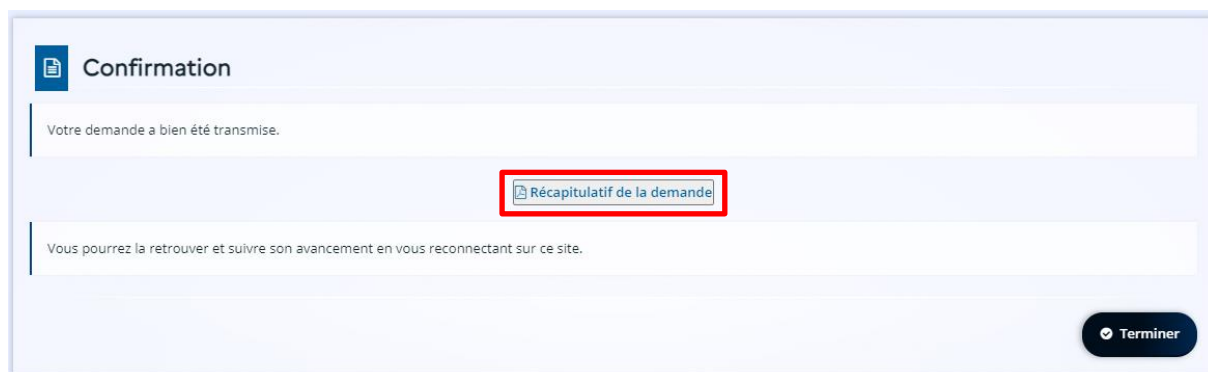 Confirmation
Votre demande a bien été transmise.
Récapitulatif de la demande
Vous pourrez la retrouver et suivre son avancement en vous reconnectant sur ce site.
Terminer